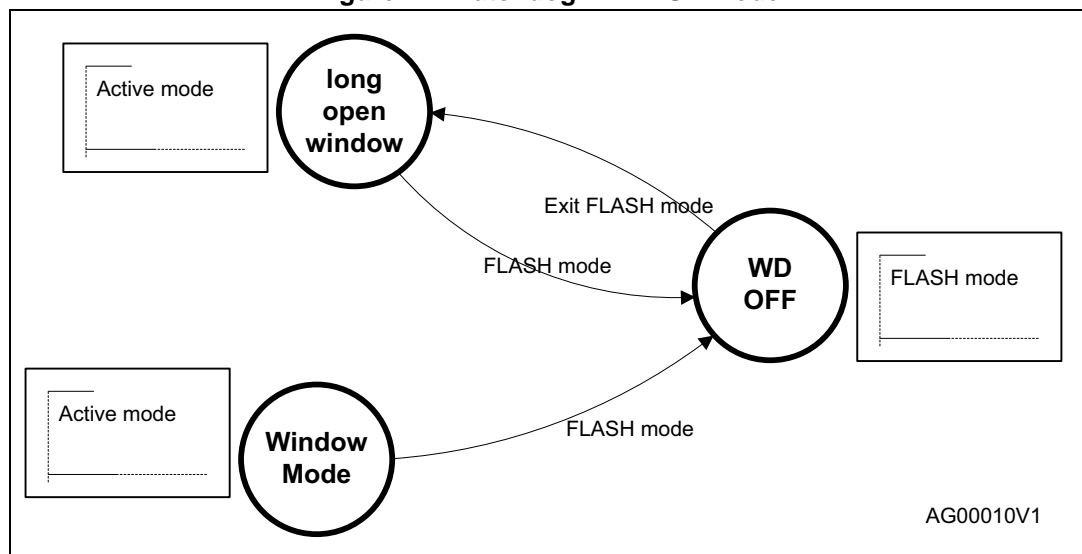 Active mode
long
open
window
Exit FLASH mode
FLASH mode
WD
OFF
FLASH mode
Active mode
Window
Mode
FLASH mode
AG00010V1